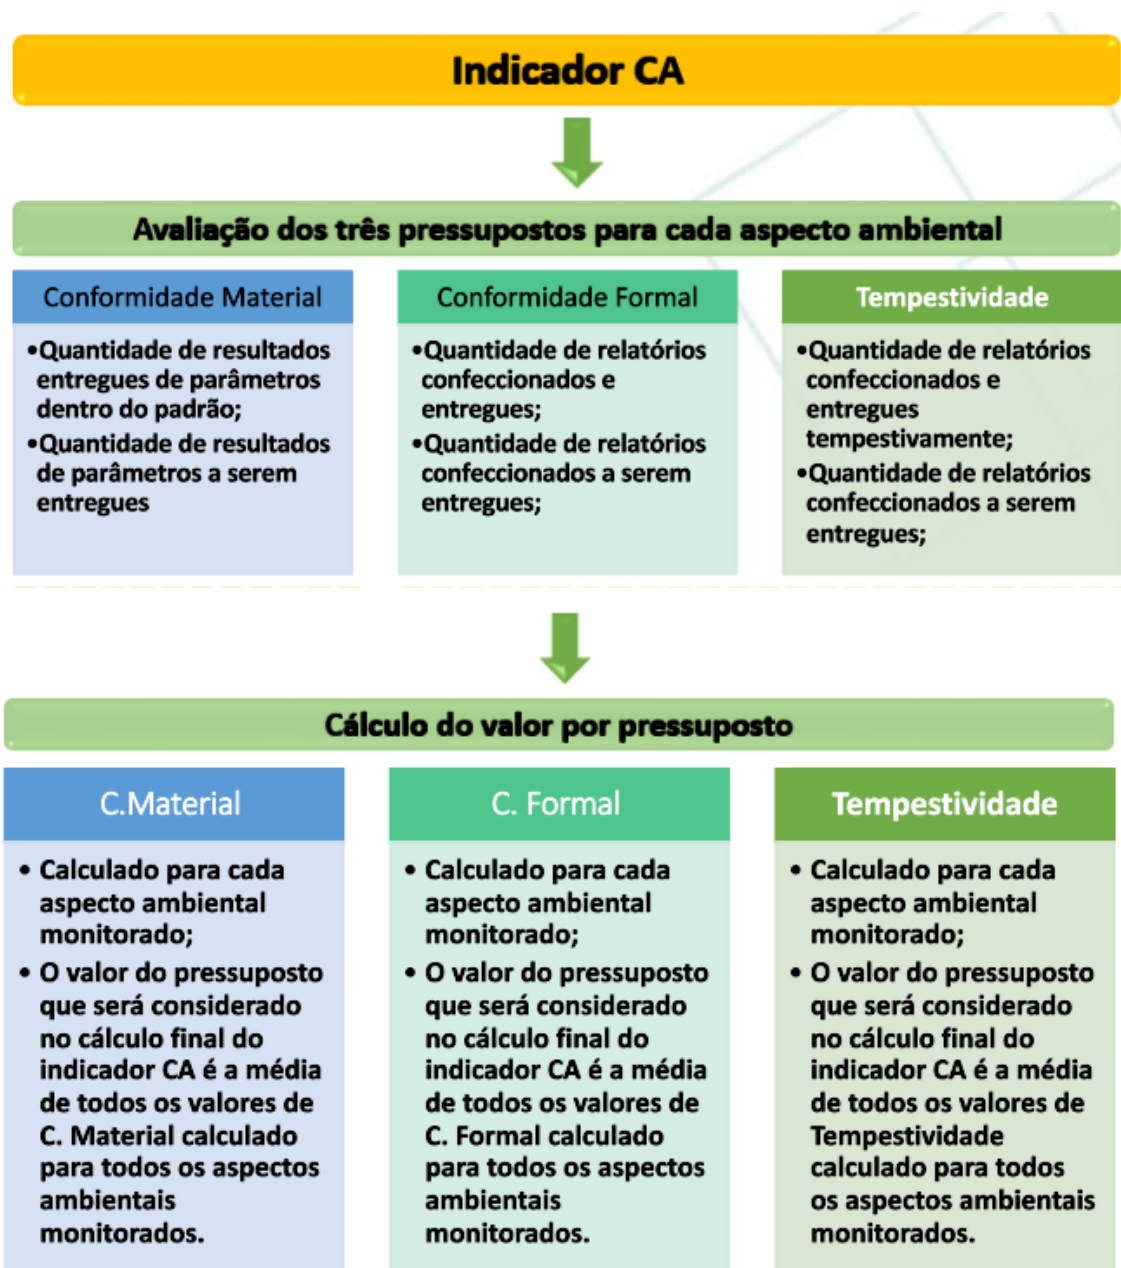 Indicador CA
Avaliação dos três pressupostos para cada aspecto ambiental
Conformidade Material
•Quantidade de resultados
entregues de parâmetros
dentro do padrão;
•Quantidade de resultados
de parâmetros a serem
entregues
Conformidade Formal
•Quantidade de relatórios
confeccionados e
entregues;
•Quantidade de relatórios
confeccionados a serem
entregues;
Tempestividade
•Quantidade de relatórios
confeccionados e
entregues
tempestivamente;
•Quantidade de relatórios
confeccionados a serem
entregues;
Cálculo do valor por pressuposto
C.Material
• Calculado para cada
aspecto ambiental
monitorado;
• O valor do pressuposto
que será considerado
no cálculo final do
indicador CA é a média
de todos os valores de
C. Material calculado
para todos os aspectos
ambientais
monitorados.
C. Formal
• Calculado para cada
aspecto ambiental
monitorado;
• O valor do pressuposto
que será considerado
no cálculo final do
indicador CA é a média
de todos os valores de
C. Formal calculado
para todos os aspectos
ambientais
monitorados.
Tempestividade
• Calculado para cada
aspecto ambiental
monitorado;
• O valor do pressuposto
que será considerado
no cálculo final do
indicador CA é a média
de todos os valores de
Tempestividade
calculado para todos
os aspectos ambientais
monitorados.